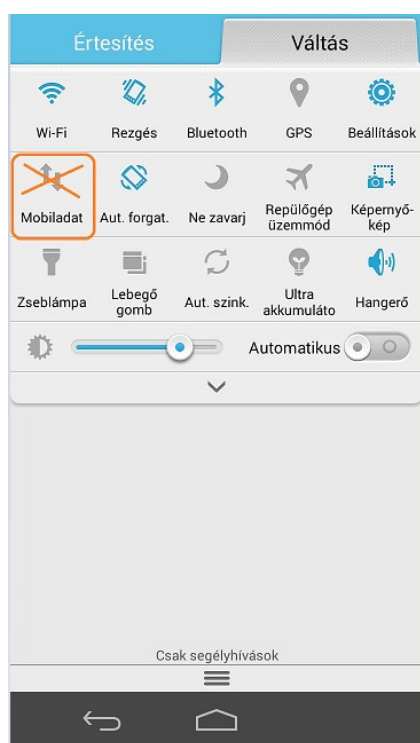 Értesítés Váltás
Wi-Fi Rezgés Bluetooth GPS Beállítások
Mobiladat Aut. forgat. Ne zavarj Repülőgép üzemmód Képernyő-kép
Zseblámpa Lebegő gomb Aut. szink. Ultra akkumuláto Hangerő
Automatikus
Csak segélyhívások